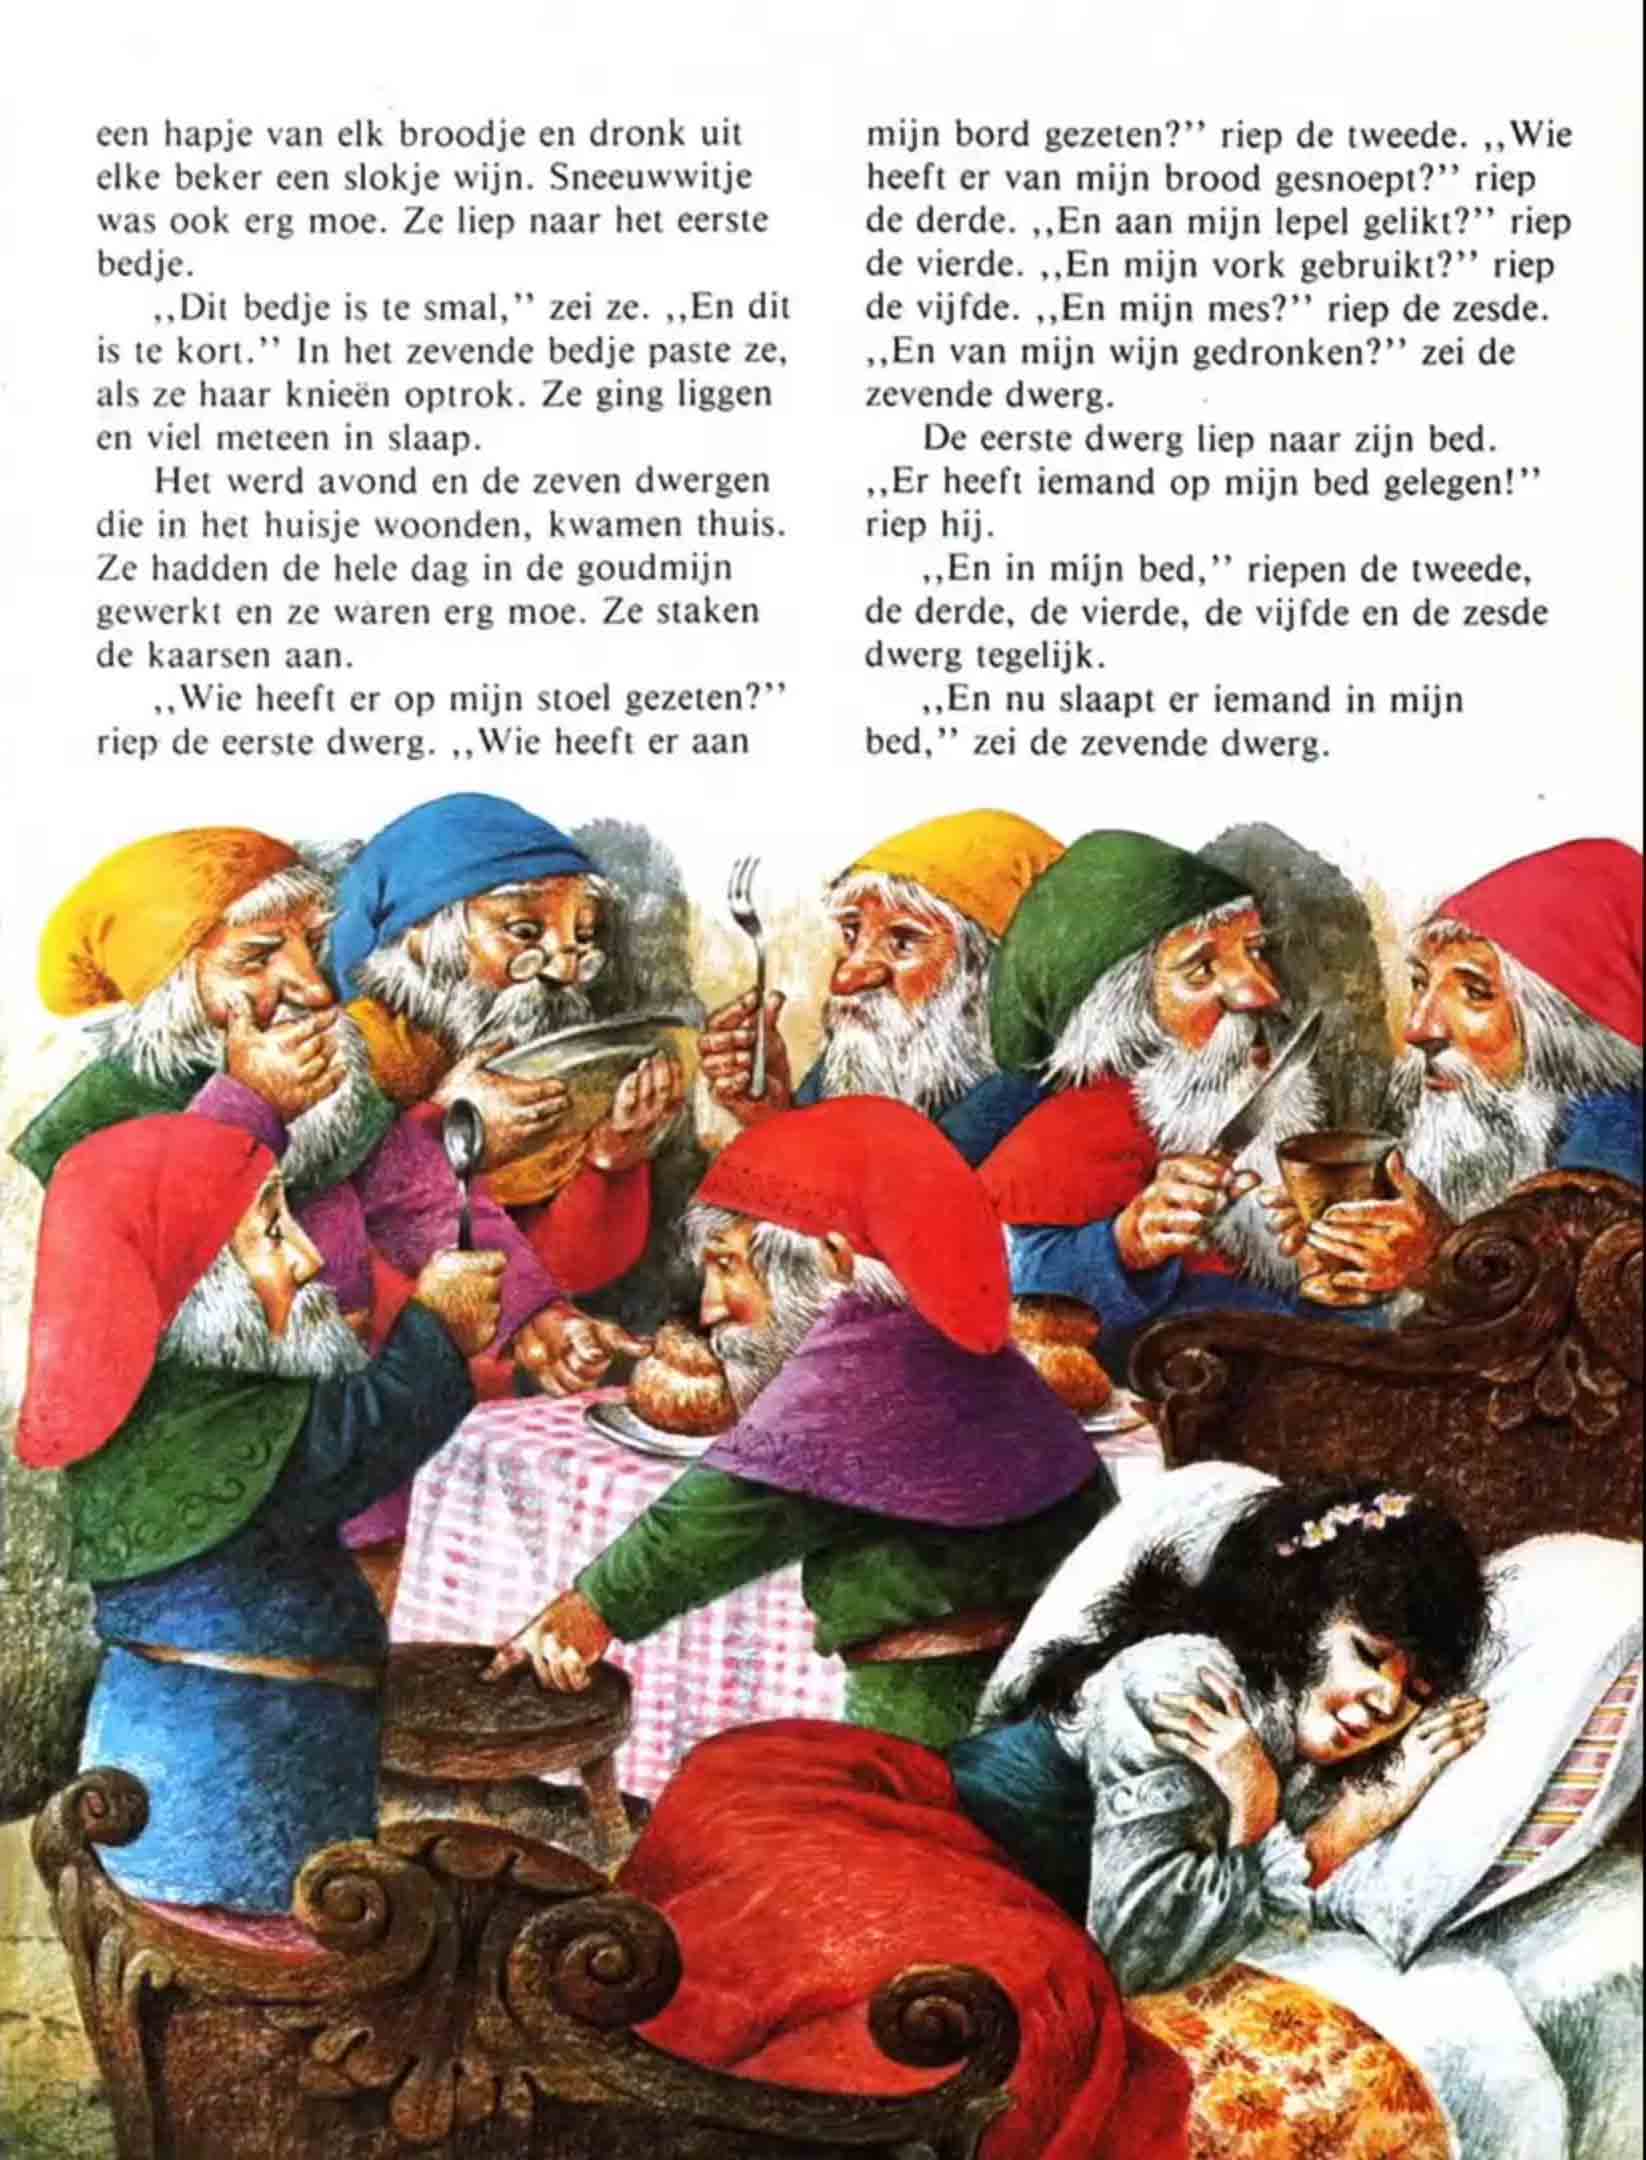 een hapje van elk broodje en dronk uit
elke beker een slokje wijn. Sneeuwwitje
was ook erg moe. Ze liep naar het eerste
bedje.
,,Dit bedje is te smal,’’ zei ze. ,,En dit
is te kort.’’ In het zevende bedje paste ze,
als ze haar knieën optrok. Ze ging liggen
en viel meteen in slaap.
Het werd avond en de zeven dwergen
die in het huisje woonden, kwamen thuis.
Ze hadden de hele dag in de goudmijn
gewerkt en ze waren erg moe. Ze staken
de kaarsen aan.
,,Wie heeft er op mijn stoel gezeten?’’
riep de eerste dwerg. ,,Wie heeft er aan
mijn bord gezeten?’’ riep de tweede. ,,Wie
heeft er van mijn brood gesnoept?’’ riep
de derde. ,,En aan mijn lepel gelikt?’’ riep
de vierde. ,,En mijn vork gebruikt?’’ riep
de vijfde. ,,En mijn mes?’’ riep de zesde.
,,En van mijn wijn gedronken?’’ zei de
zevende dwerg.
De eerste dwerg liep naar zijn bed.
,,Er heeft iemand op mijn bed gelegen!’’
riep hij.
,,En in mijn bed,’’ riepen de tweede,
de derde, de vierde, de vijfde en de zesde
dwerg tegelijk.
,,En nu slaapt er iemand in mijn
bed,’’ zei de zevende dwerg.